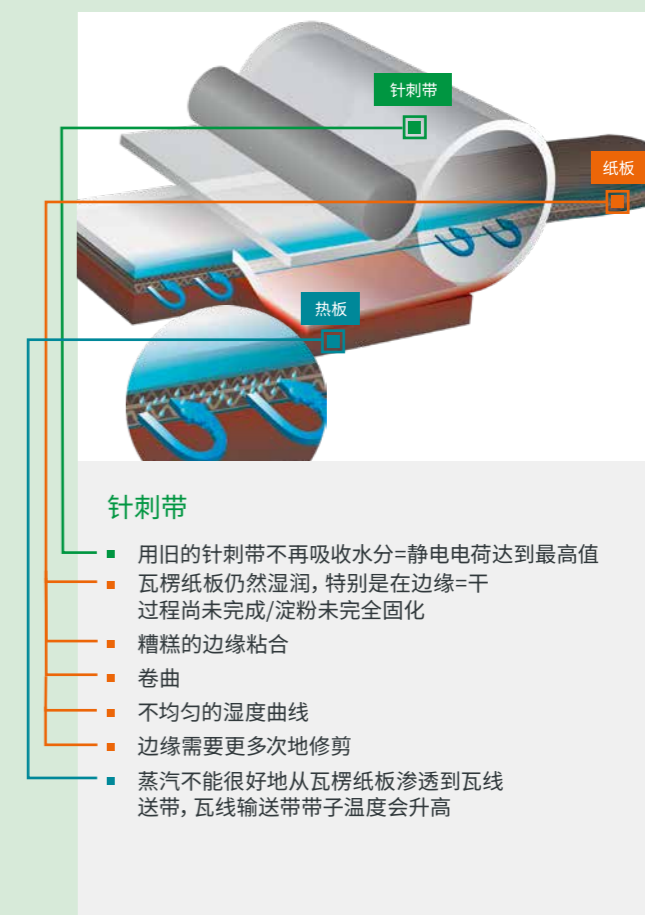 针刺带
纸板
热板
针刺带
用旧的针刺带不再吸收水分=静电电荷达到最高值
瓦楞纸板仍然湿润，特别是在边缘=干
过程尚未完成/淀粉未完全固化
糟糕的边缘粘合
卷曲
不均匀的湿度曲线
边缘需要更多次地修剪
蒸汽不能很好地从瓦楞纸板渗透到瓦线
送带，瓦线输送带带子温度会升高